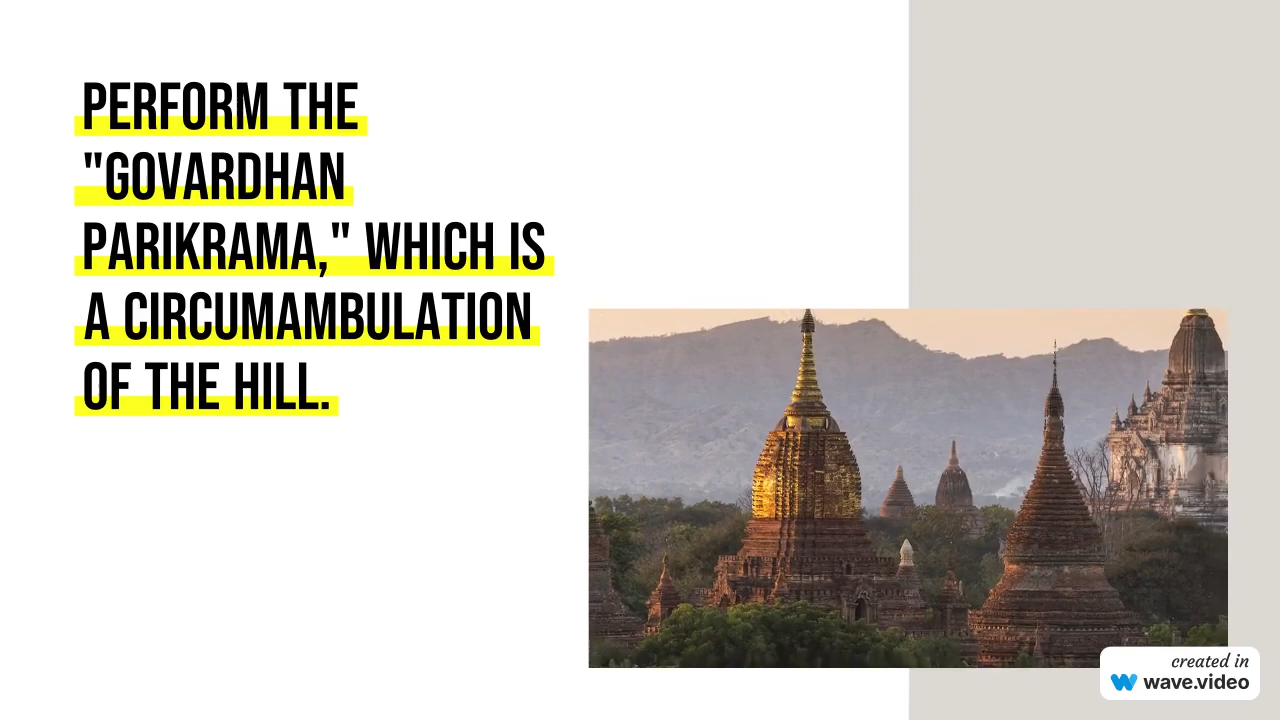 PERFORM THE
"GOVARDHAN
PARIKRAMA," WHICH IS
A CIRCUMAMBULATION
OF THE HILL.
created in
wave.video